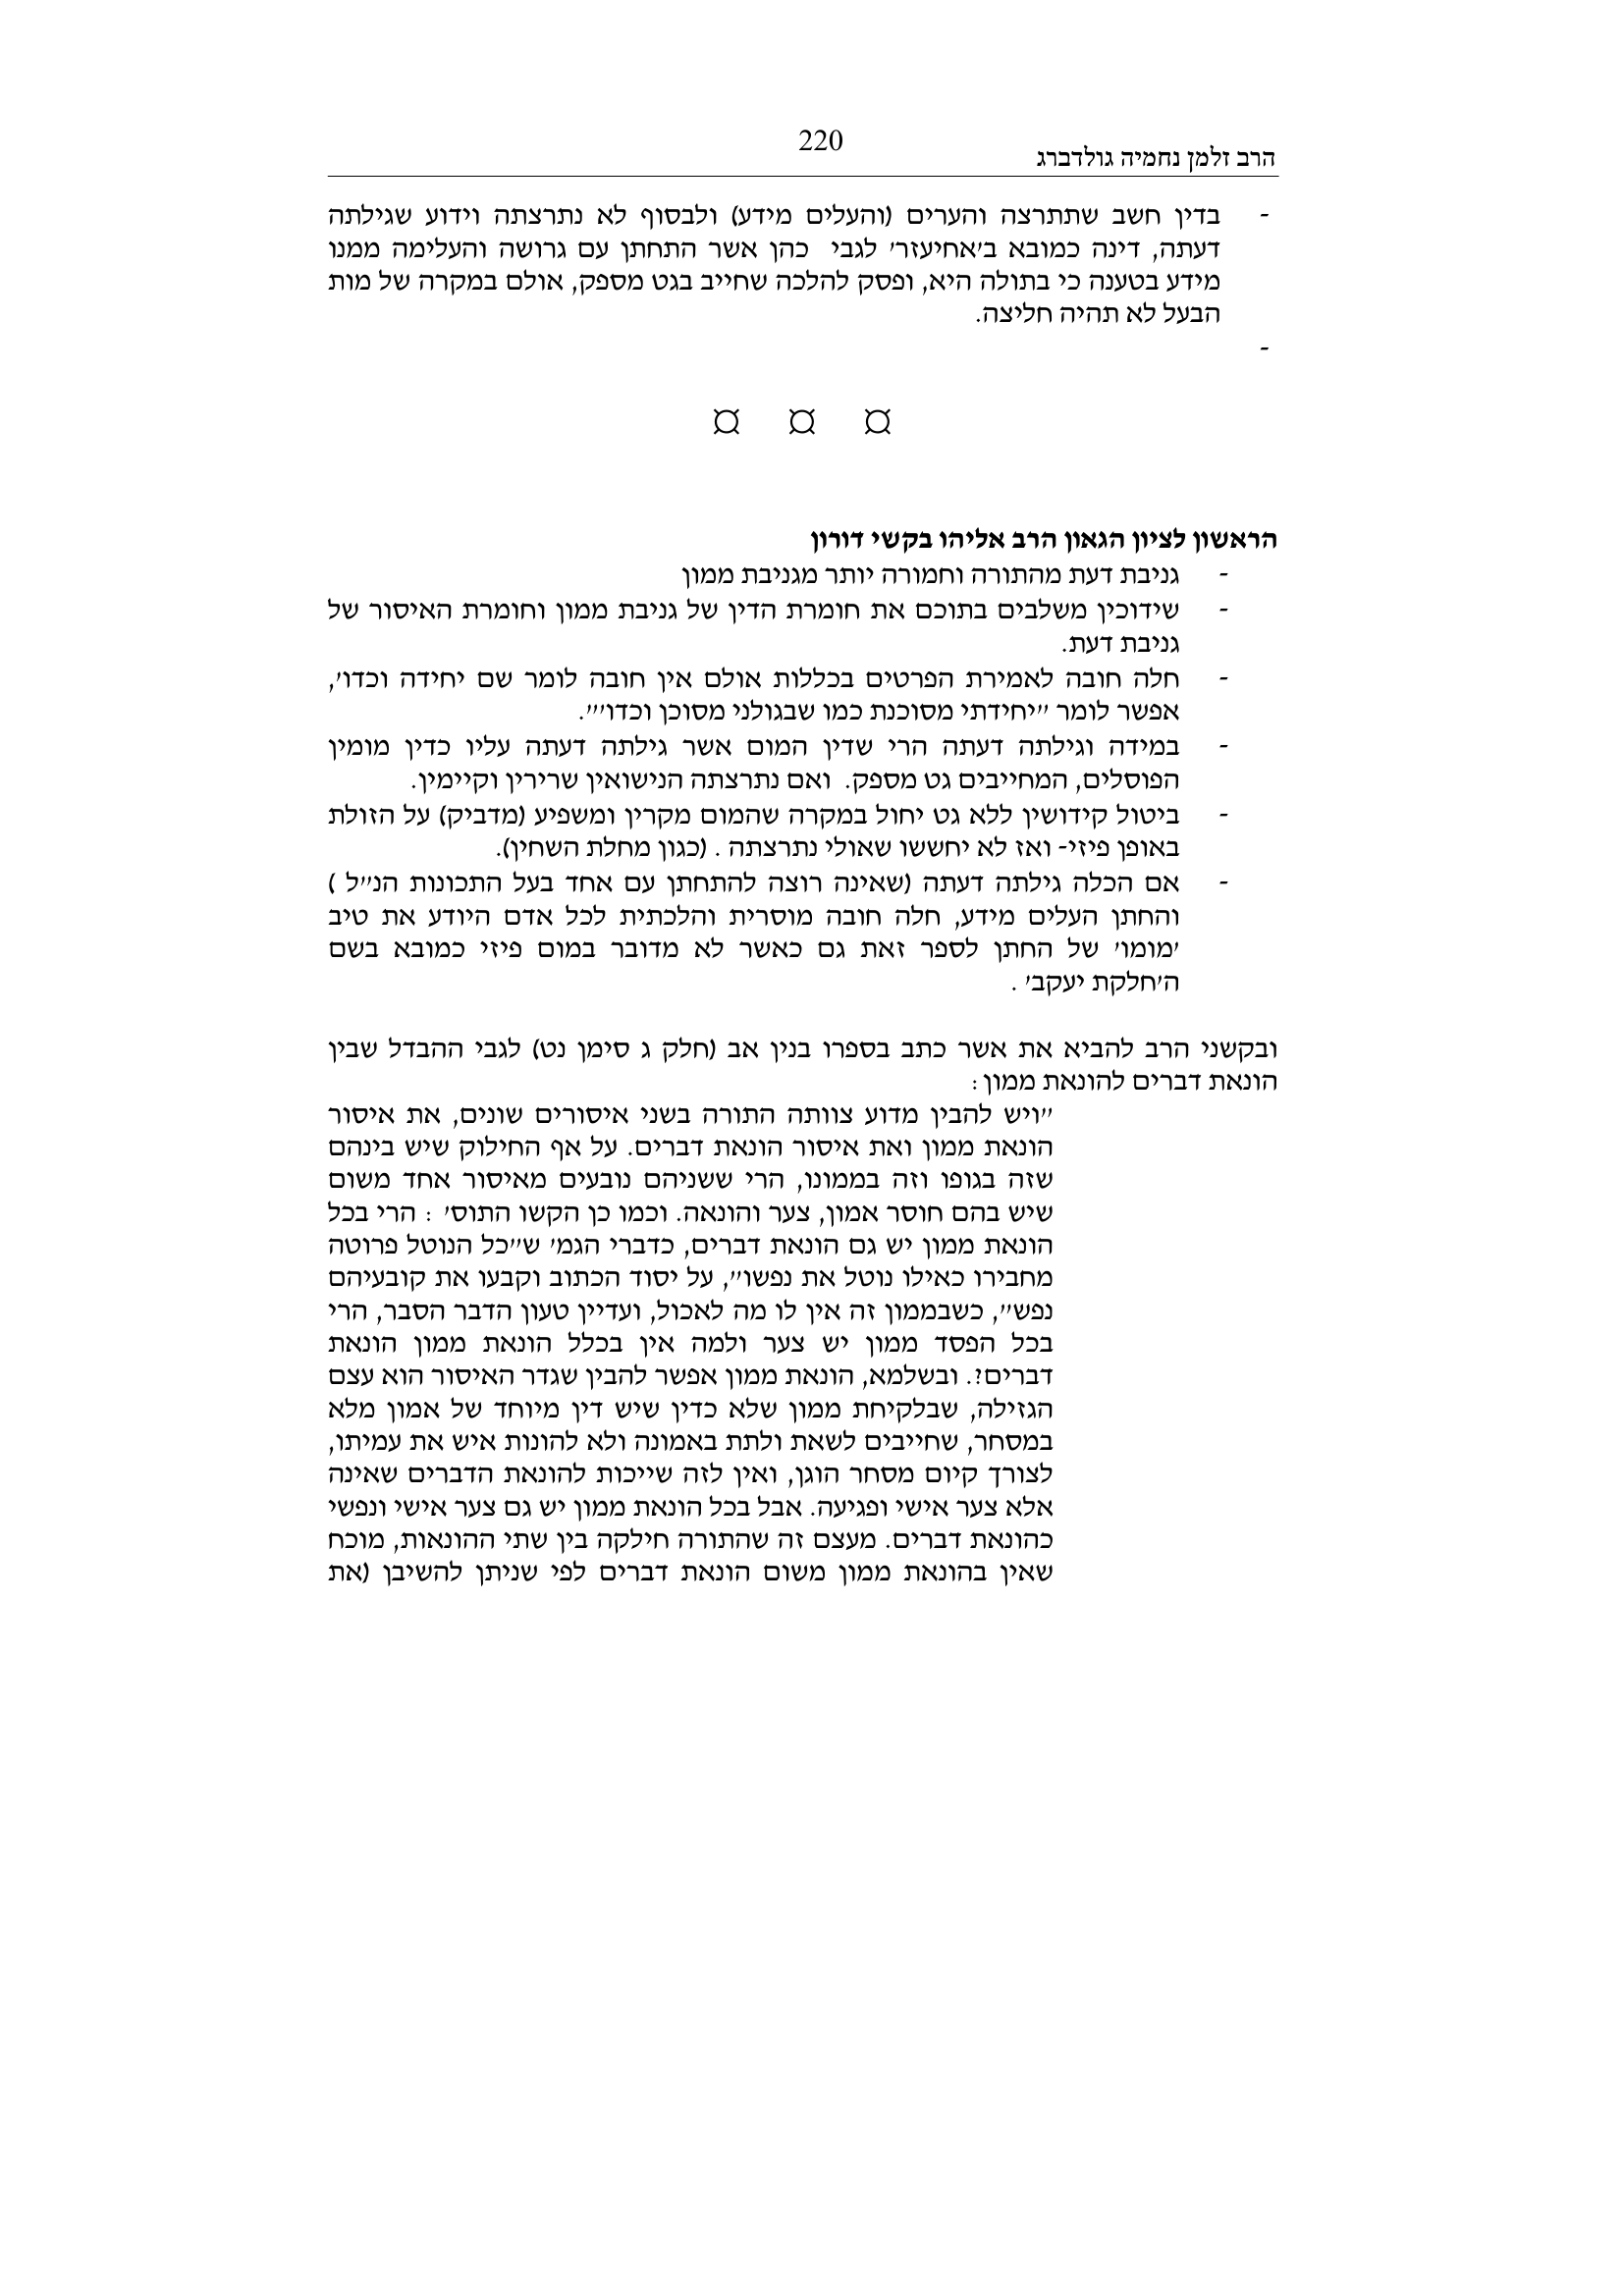 220
הרב זלמן נחמיה גולדברג
- בדין חשב שתתרצה והערים (והעלים מידע) ולבסוף לא נתרצתה וידוע שגילתה
דעתה, דינה כמובא ב'אחיעזר' לגבי כהן אשר התחתן עם גרושה והעלימה ממנו
מידע בטענה כי בתולה היא, ופסק להלכה שחייב בגט מספק, אולם במקרה של מות
הבעל לא תהיה חליצה.
-
¤ ¤ ¤
הראשון לציון הגאון הרב אליהו בקשי דורון
- גניבת דעת מהתורה וחמורה יותר מגניבת ממון
- שידוכין משלבים בתוכם את חומרת הדין של גניבת ממון וחומרת האיסור של
גניבת דעת.
- חלה חובה לאמירת הפרטים בכללות אולם אין חובה לומר שם יחידה וכדו',
אפשר לומר "יחידתי מסוכנת כמו שבגולני מסוכן וכדו'".
- במידה וגילתה דעתה הרי שדין המום אשר גילתה דעתה עליו כדין מומין
הפוסלים, המחייבים גט מספק. ואם נתרצתה הנישואין שרירין וקיימין.
- ביטול קידושין ללא גט יחול במקרה שהמום מקרין ומשפיע (מדביק) על הזולת
באופן פיזי- ואז לא יחששו שאולי נתרצתה . (כגון מחלת השחין).
- אם הכלה גילתה דעתה (שאינה רוצה להתחתן עם אחד בעל התכונות הנ"ל )
והחתן העלים מידע, חלה חובה מוסרית והלכתית לכל אדם היודע את טיב
'מומו' של החתן לספר זאת גם כאשר לא מדובר במום פיזי כמובא בשם
ה'חלקת יעקב' .
ובקשני הרב להביא את אשר כתב בספרו בנין אב (חלק ג סימן נט) לגבי ההבדל שבין
הונאת דברים להונאת ממון:
"ויש להבין מדוע צוותה התורה בשני איסורים שונים, את איסור
הונאת ממון ואת איסור הונאת דברים. על אף החילוק שיש בינהם
שזה בגופו וזה בממונו, הרי ששניהם נובעים מאיסור אחד משום
שיש בהם חוסר אמון, צער והונאה. וכמו כן הקשו התוס' : הרי בכל
הונאת ממון יש גם הונאת דברים, כדברי הגמ' ש"כל הנוטל פרוטה
מחבירו כאילו נוטל את נפשו", על יסוד הכתוב וקבעו את קובעיהם
נפש", כשבממון זה אין לו מה לאכול, ועדיין טעון הדבר הסבר, הרי
בכל הפסד ממון יש צער ולמה אין בכלל הונאת ממון הונאת
דברים?. ובשלמא, הונאת ממון אפשר להבין שגדר האיסור הוא עצם
הגזילה, שבלקיחת ממון שלא כדין שיש דין מיוחד של אמון מלא
במסחר, שחייבים לשאת ולתת באמונה ולא להונות איש את עמיתו,
לצורך קיום מסחר הוגן, ואין לזה שייכות להונאת הדברים שאינה
אלא צער אישי ופגיעה. אבל בכל הונאת ממון יש גם צער אישי ונפשי
כהונאת דברים. מעצם זה שהתורה חילקה בין שתי ההונאות, מוכח
שאין בהונאת ממון משום הונאת דברים לפי שניתן להשיבן (את